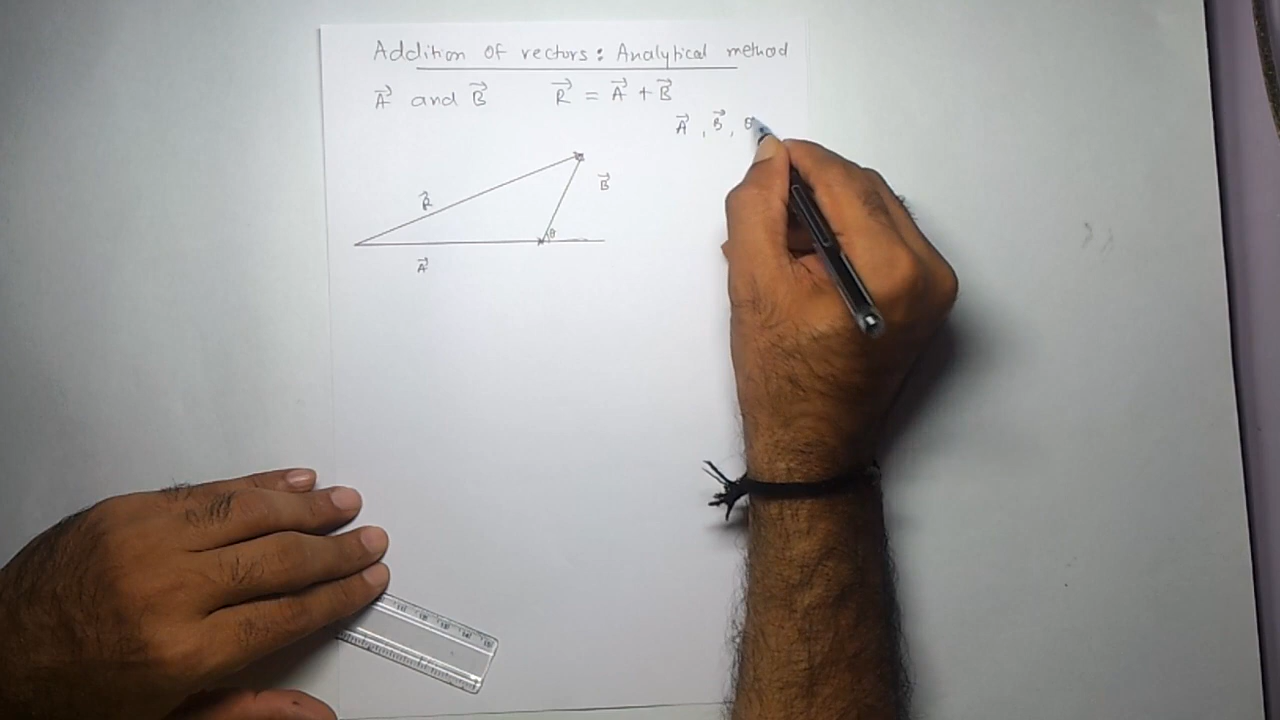 Addition of vectors: Analytical method
A⃗ and B⃗ R⃗ = A⃗ + B⃗
A⃗ , B⃗ , θ
B⃗
R⃗
θ
A⃗